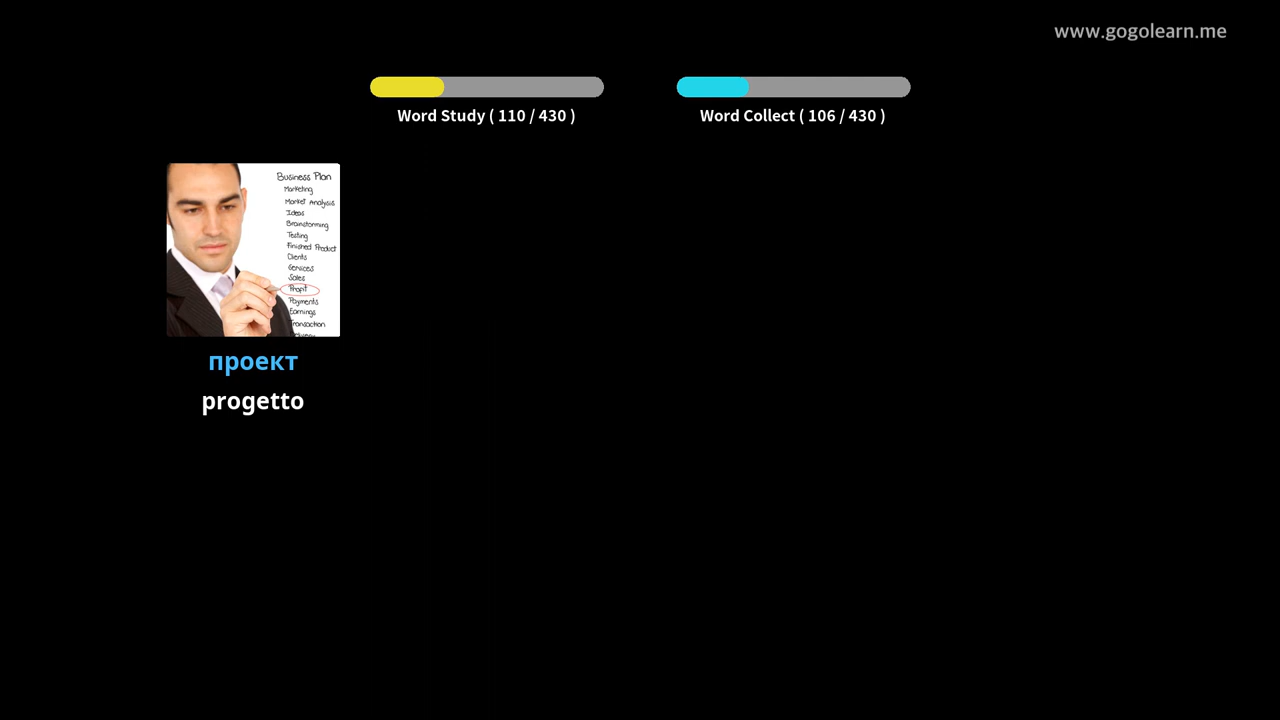 www.gogolearn.me
Word Study ( 110 / 430 )
Word Collect ( 106 / 430 )
Business Plan
Marketing
Market Analysis
Ideas
Brainstorming
Testing
Finished Product
Clients
Services
Sales
Profit
Payments
Earnings
Transaction
проект
progetto